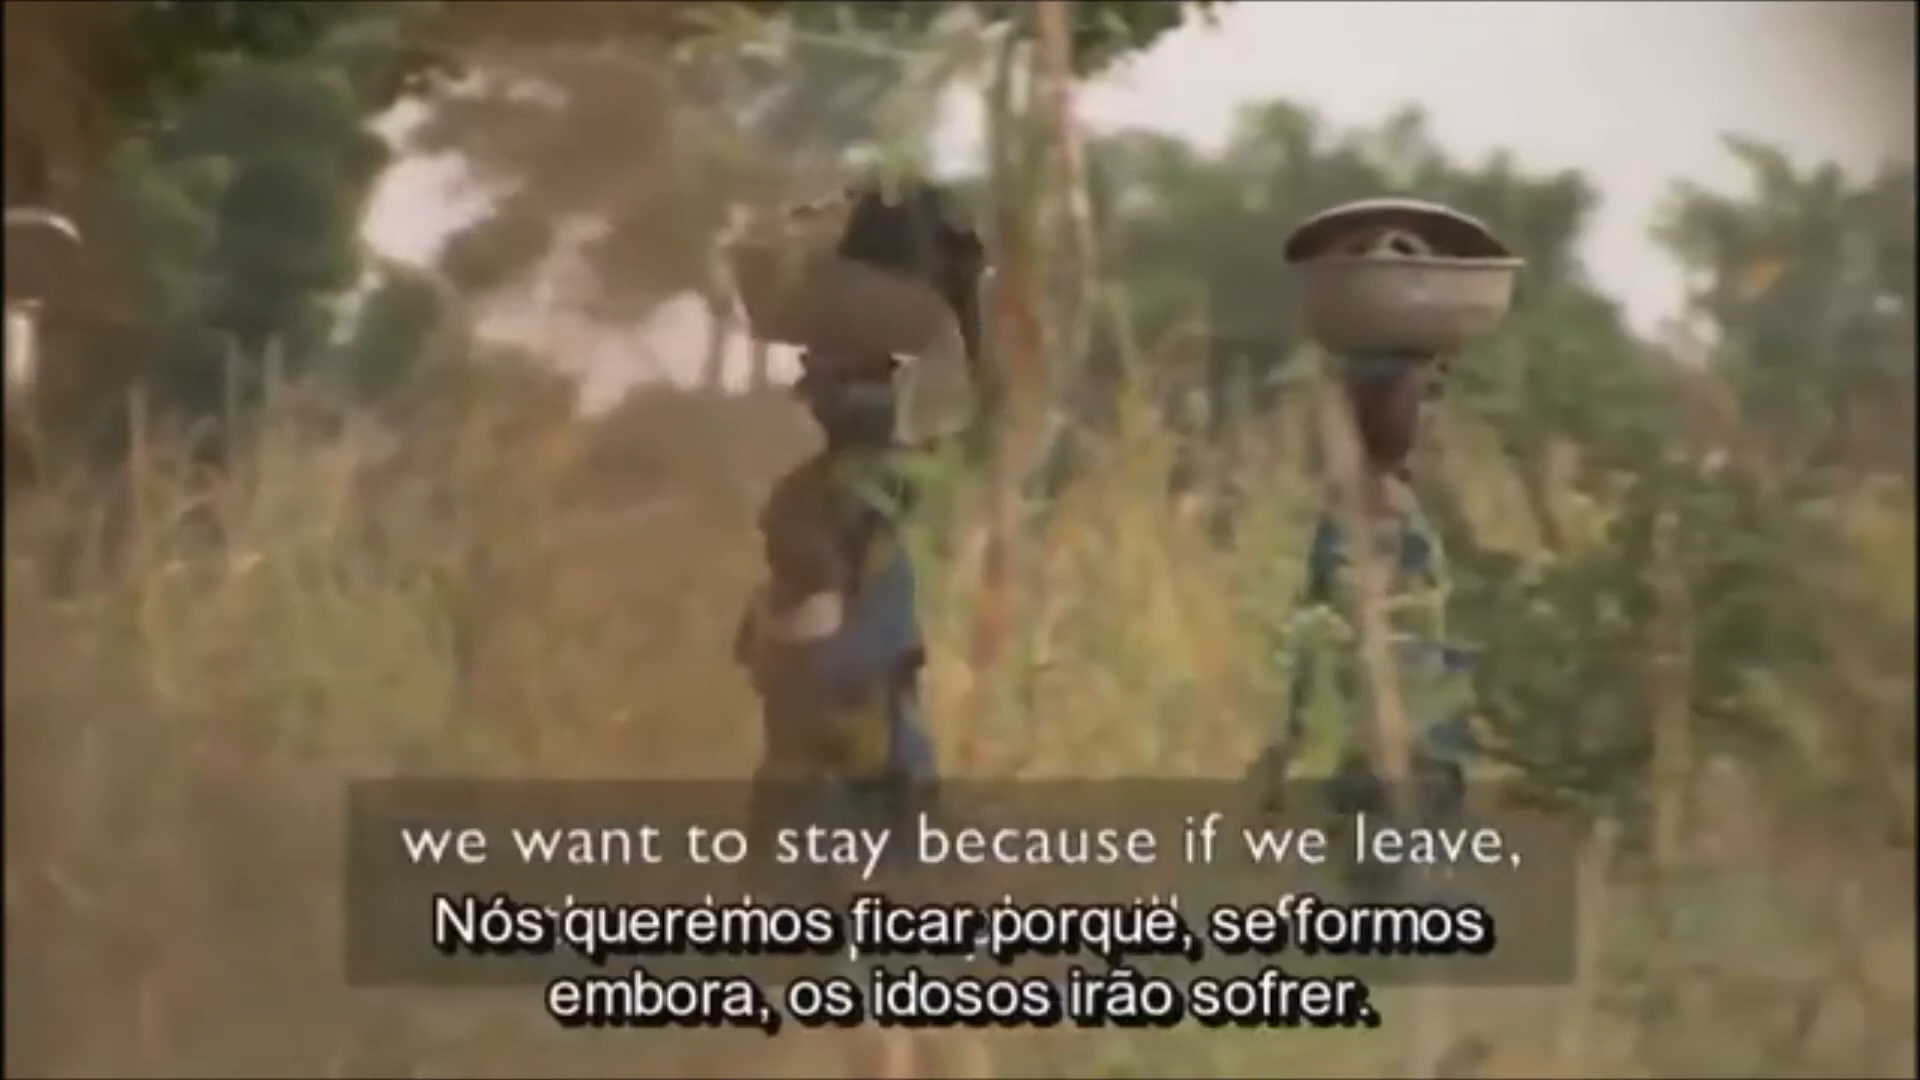 we want to stay because if we leave,
Nós queremos ficar porque, se formos
embora, os idosos irão sofrer.